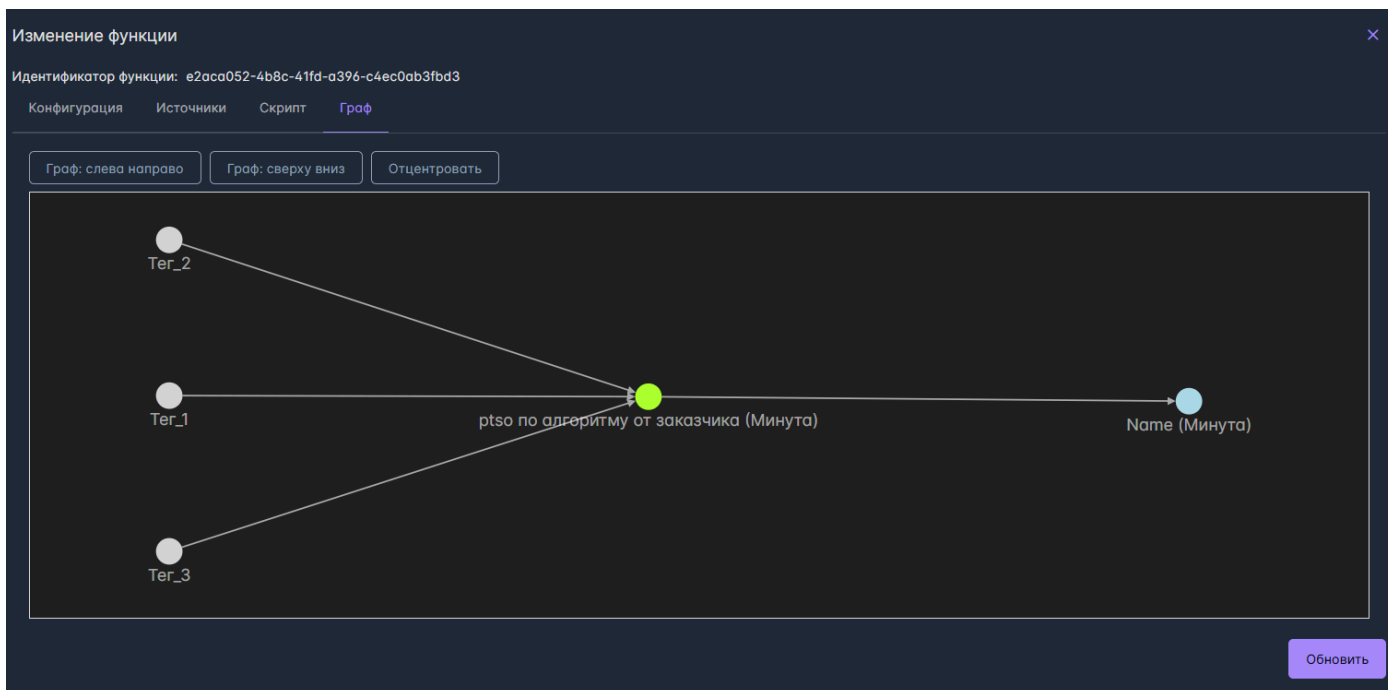 Изменение функции
Идентификатор функции: e2aca052-4b8c-41fd-a396-c4ec0ab3fbd3
Конфигурация Источники Скрипт Граф
Граф: слева направо Граф: сверху вниз Отцентровать
Тег_2
Тег_1 ptso по алгоритму от заказчика (Минута) Name (Минута)
Тег_3
Обновить